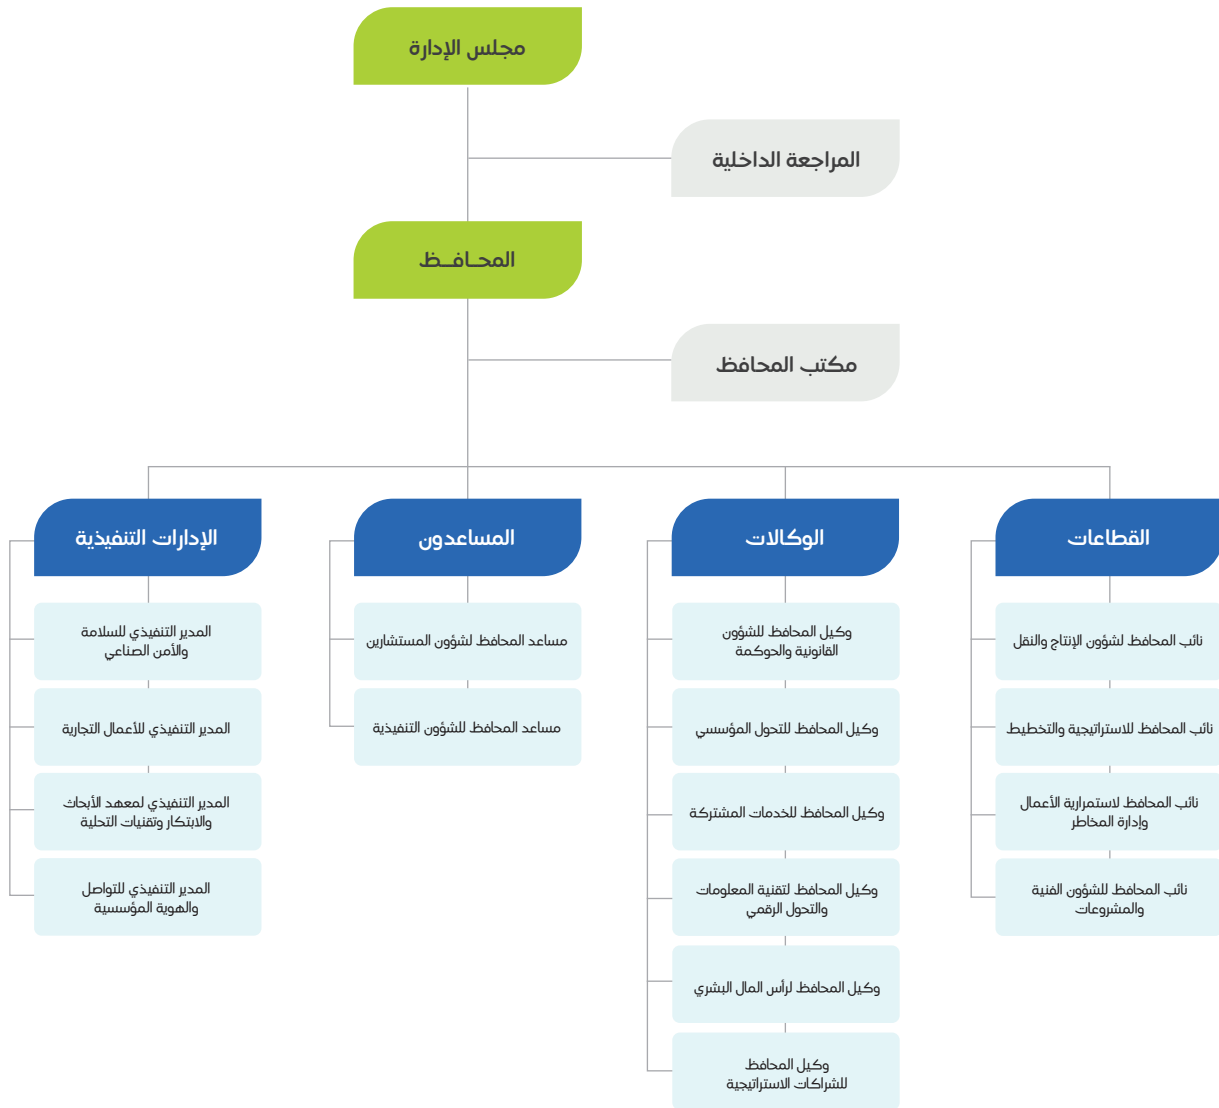 مجلس الإدارة
المراجعة الداخلية
المحـافــظ
مكتب المحافظ
القطاعات
نائب المحافظ لشؤون الإنتاج والنقل
نائب المحافظ للاستراتيجية والتخطيط
نائب المحافظ لاستمرارية الأعمال
وإدارة المخاطر
نائب المحافظ للشؤون الفنية
والمشروعات
الوكالات
وكيل المحافظ للشؤون
القانونية والحوكمة
وكيل المحافظ للتحول المؤسسي
وكيل المحافظ للخدمات المشتركة
وكيل المحافظ لتقنية المعلومات
والتحول الرقمي
وكيل المحافظ لرأس المال البشري
وكيل المحافظ
للشراكات الاستراتيجية
المساعدون
مساعد المحافظ لشؤون المستشارين
مساعد المحافظ للشؤون التنفيذية
الإدارات التنفيذية
المدير التنفيذي للسلامة
والأمن الصناعي
المدير التنفيذي للأعمال التجارية
المدير التنفيذي لمعهد الأبحاث
والابتكار وتقنيات التحلية
المدير التنفيذي للتواصل
والهوية المؤسسية